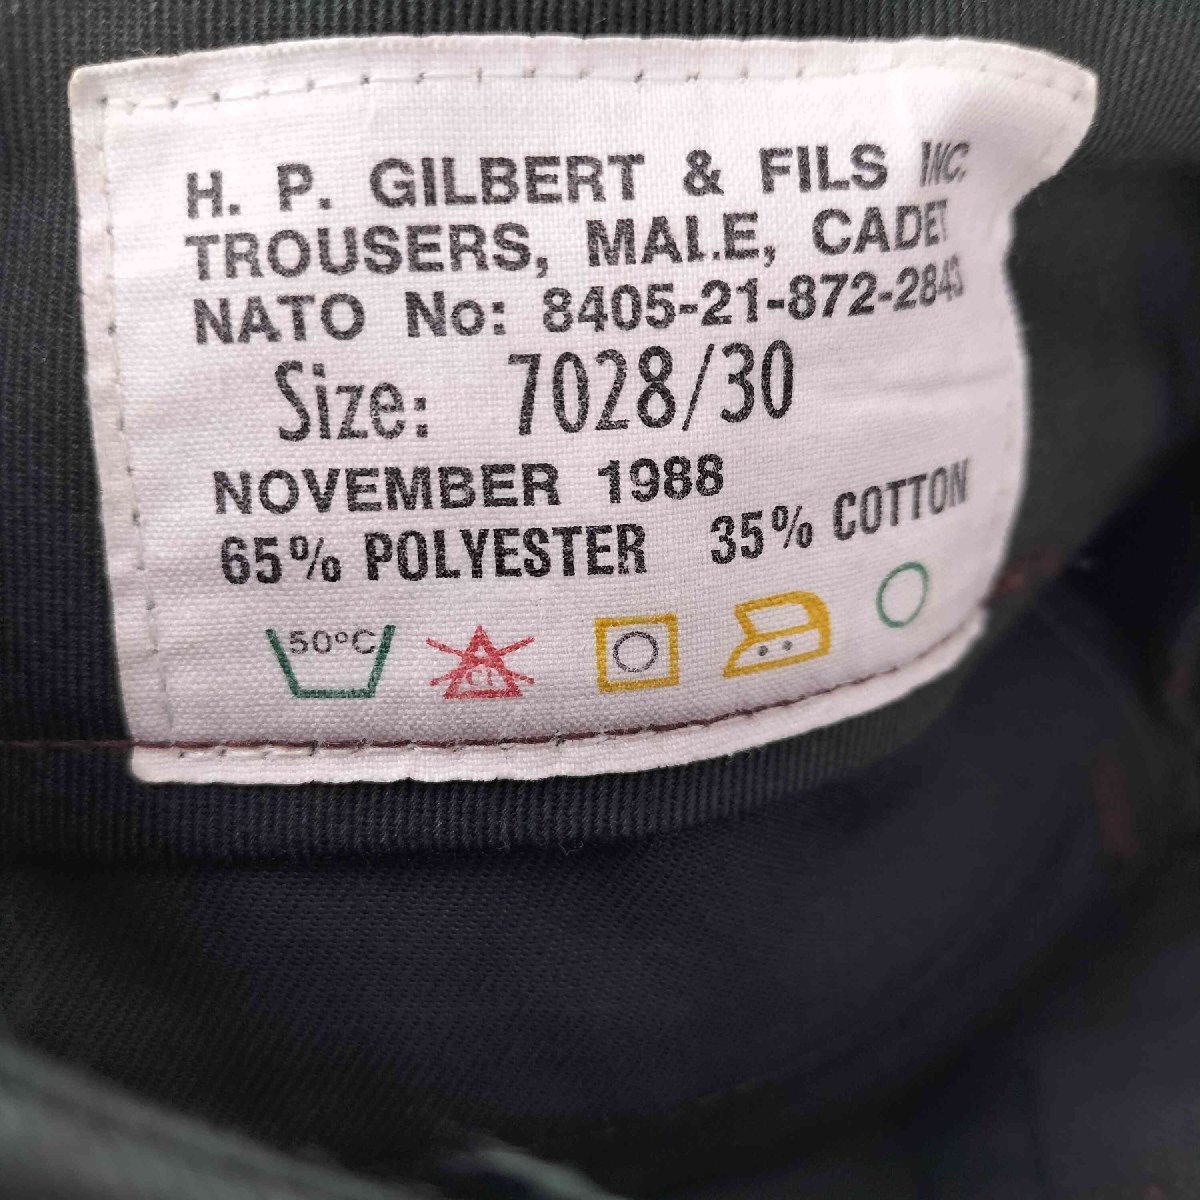 H. P. GILBERT & FILS INC.
TROUSERS, MALE, CADET
NATO No: 8405-21-872-2843
Size: 7028/30
NOVEMBER 1988
65% POLYESTER 35% COTTON
50°C Cl